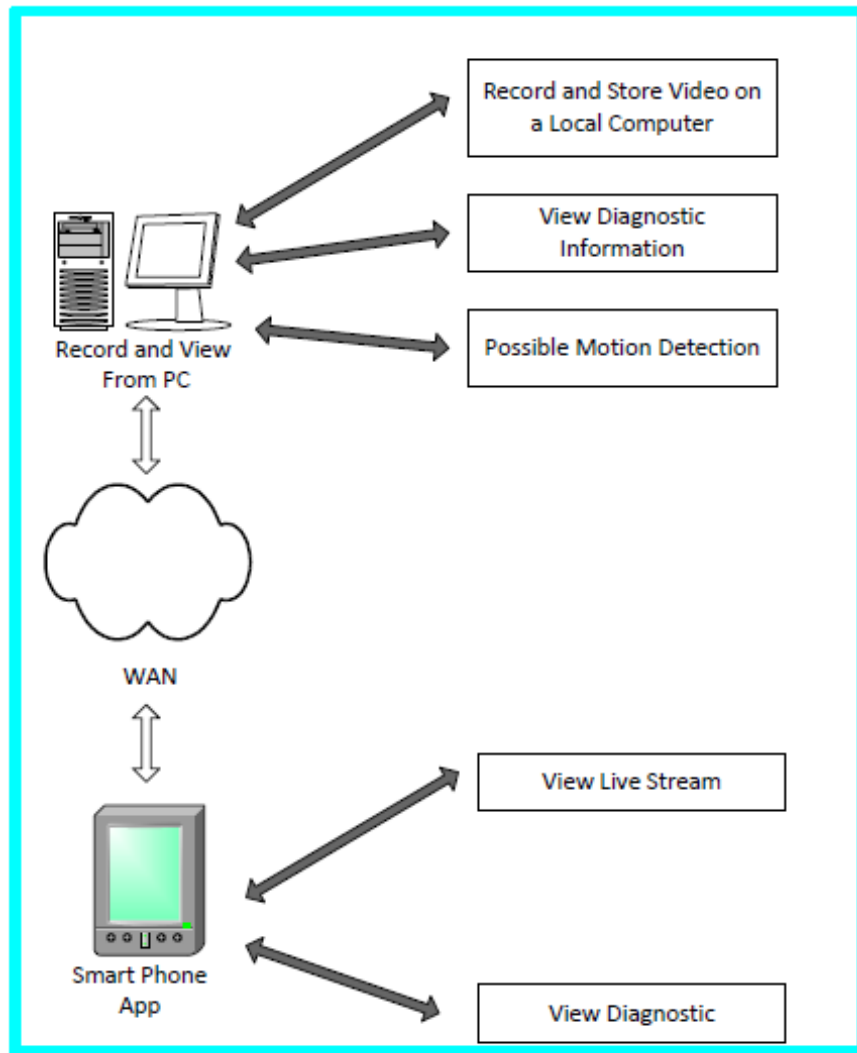 Record and Store Video on
a Local Computer
View Diagnostic
Information
Record and View
From PC
Possible Motion Detection
WAN
View Live Stream
Smart Phone
App
View Diagnostic